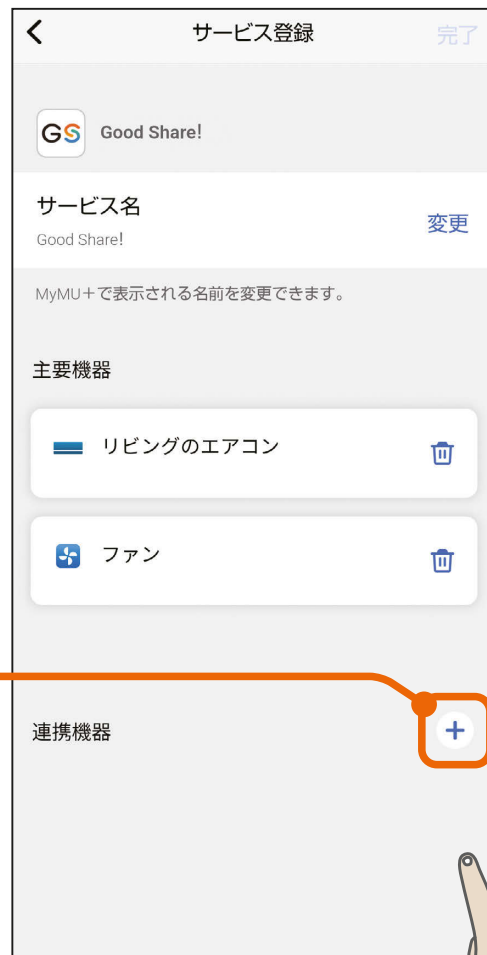 サービス登録 完了
GS Good Share!
サービス名
Good Share!
変更
MyMU＋で表示される名前を変更できます。
主要機器
リビングのエアコン
ファン
連携機器